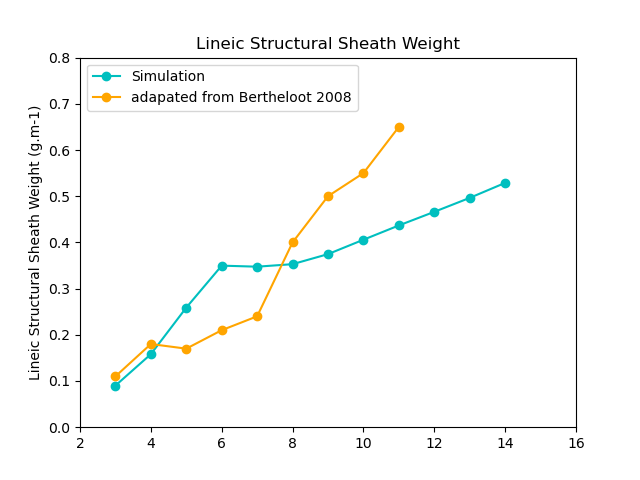 Lineic Structural Sheath Weight
Simulation
adapated from Bertheloot 2008
Lineic Structural Sheath Weight (g.m-1)
0.8
0.7
0.6
0.5
0.4
0.3
0.2
0.1
0.0
2 4 6 8 10 12 14 16